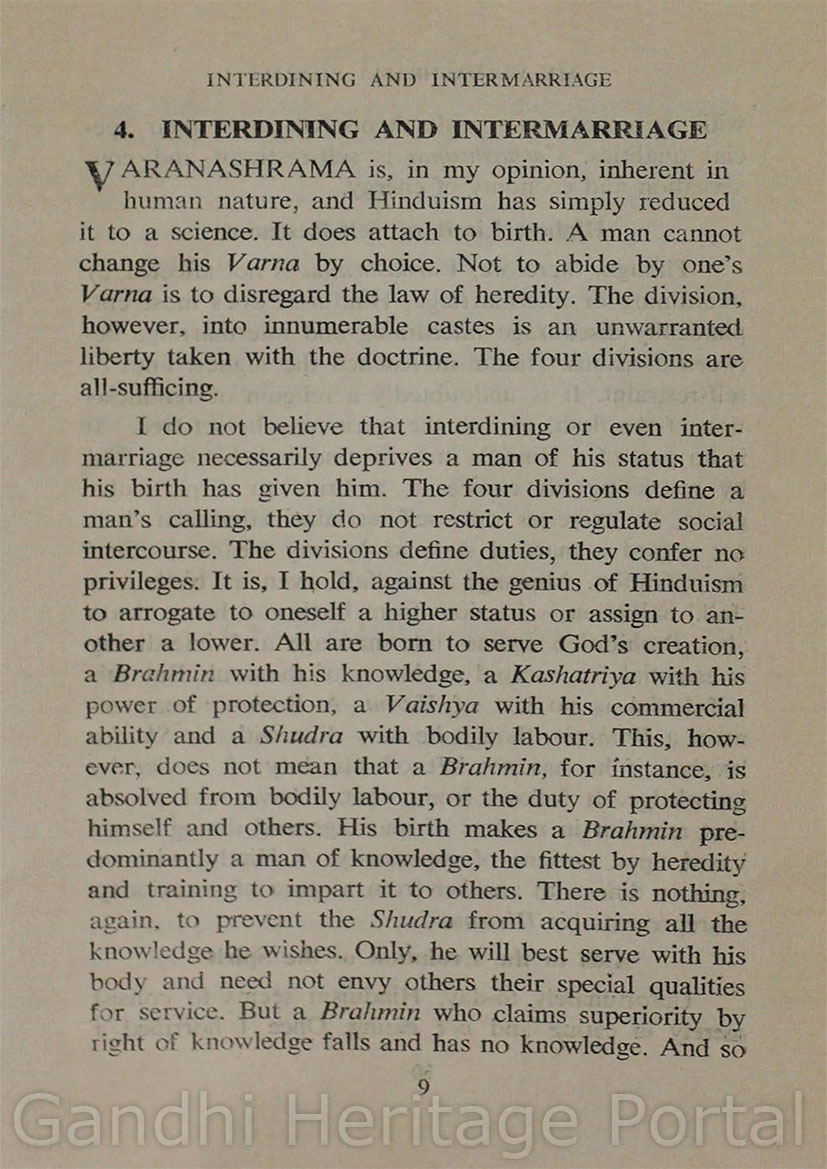 INTERDINING AND INTERMARRIAGE
4. INTERDINING AND INTERMARRIAGE
VARANASHRAMA is, in my opinion, inherent in
human nature, and Hinduism has simply reduced
it to a science. It does attach to birth. A man cannot
change his Varna by choice. Not to abide by one's
Varna is to disregard the law of heredity. The division,
however, into innumerable castes is an unwarranted
liberty taken with the doctrine. The four divisions are
all-sufficing.
I do not believe that interdining or even inter-
marriage necessarily deprives a man of his status that
his birth has given him. The four divisions define a
man's calling, they do not restrict or regulate social
intercourse. The divisions define duties, they confer no
privileges. It is, I hold, against the genius of Hinduism
to arrogate to oneself a higher status or assign to an-
other a lower. All are born to serve God's creation,
a Brahmin with his knowledge, a Kashatriya with his
power of protection, a Vaishya with his commercial
ability and a Shudra with bodily labour. This, how-
ever, does not mean that a Brahmin, for instance, is
absolved from bodily labour, or the duty of protecting
himself and others. His birth makes a Brahmin pre-
dominantly a man of knowledge, the fittest by heredity
and training to impart it to others. There is nothing,
again, to prevent the Shudra from acquiring all the
knowledge he wishes. Only, he will best serve with his
body and need not envy others their special qualities
for service. But a Brahmin who claims superiority by
right of knowledge falls and has no knowledge. And so
9
Gandhi Heritage Portal